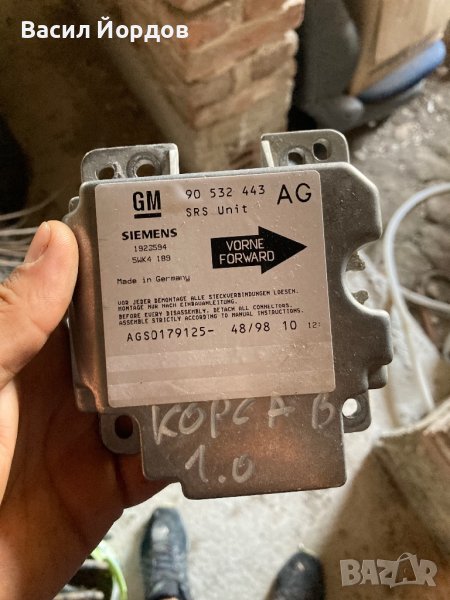 Васил Йордов
GM 90 532 443 AG
SRS Unit
SIEMENS
1922594
5WK4 189
VORNE
FORWARD
Made in Germany
VOR JEDER DEMONTAGE ALLE STECKVERBINDUNGEN LOESEN.
MONTAGE NUR NACH EINBAUANLEITUNG.
BEFORE EVERY DISASSEMBLY, DETACH ALL CONNECTORS.
ASSEMBLE STRICTLY ACCORDING TO MANUAL INSTRUCTIONS.
AGS0179125- 48/98 10 12:
КОРСА В
1.0
BAZAR